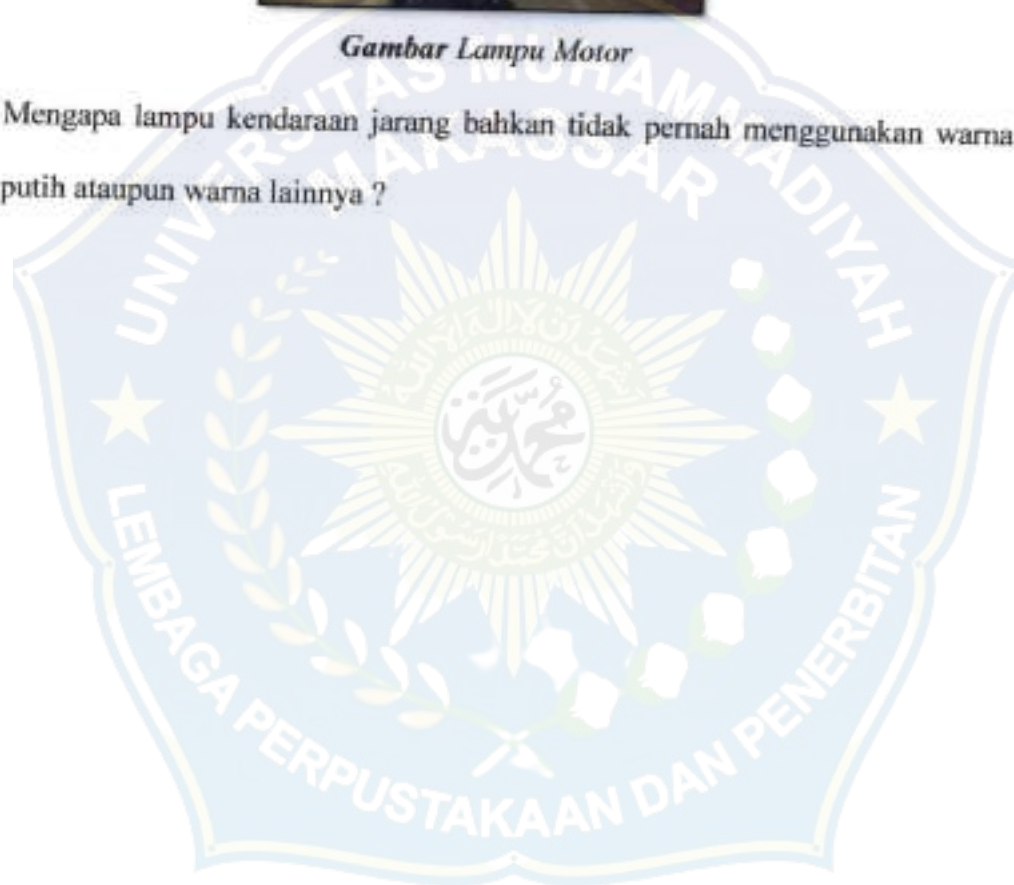 Gambar Lampu Motor
Mengapa lampu kendaraan jarang bahkan tidak pernah menggunakan warna
putih ataupun warna lainnya ?
UNIVERSITAS MUHAMMADIYAH
MAKASSAR
LEMBAGA PERPUSTAKAAN DAN PENERBITAN